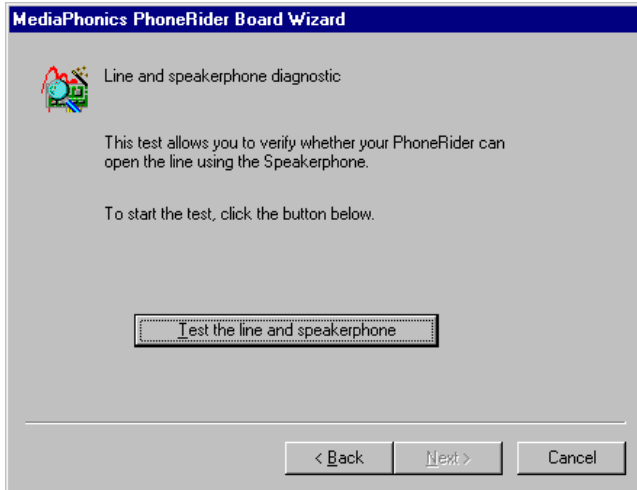 MediaPhonics PhoneRider Board Wizard
Line and speakerphone diagnostic
This test allows you to verify whether your PhoneRider can
open the line using the Speakerphone.
To start the test, click the button below.
Test the line and speakerphone
< Back
Next >
Cancel